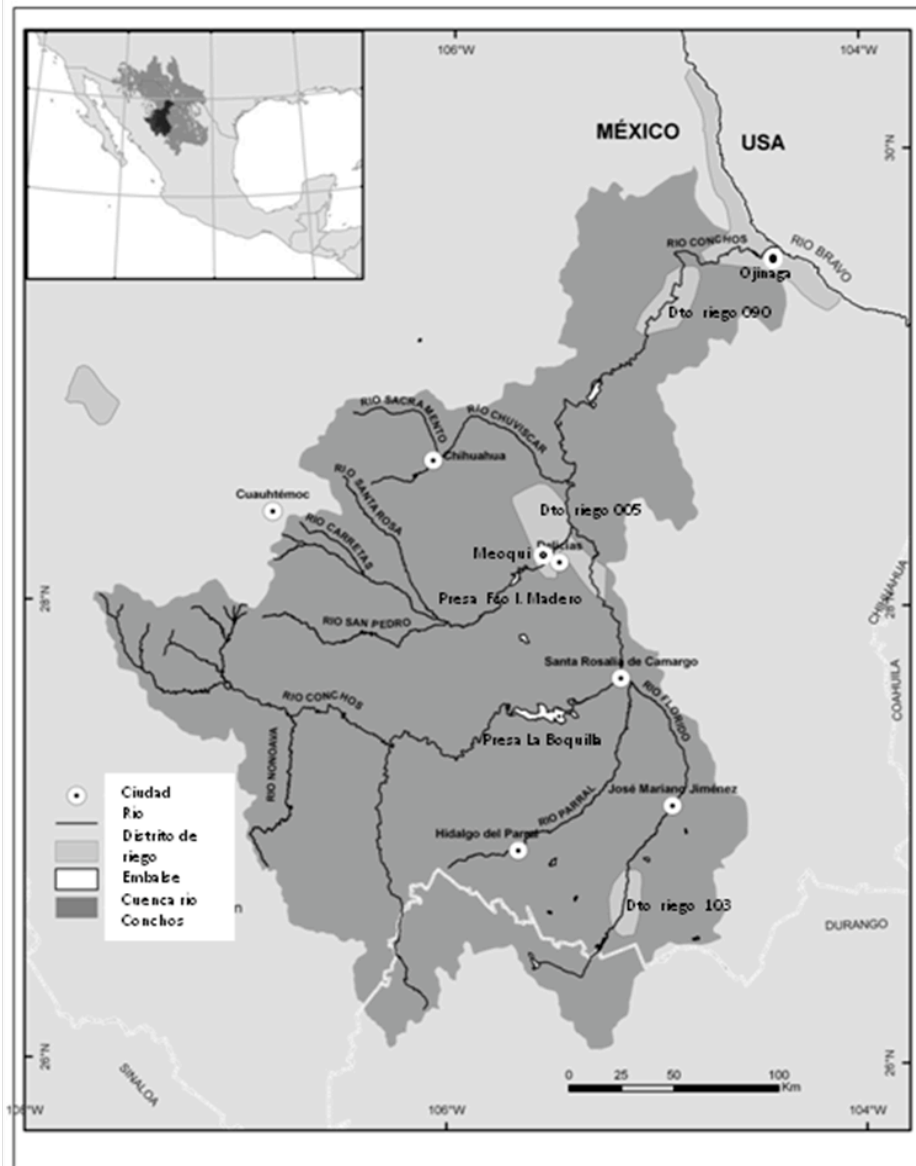 106°W
104°W
MÉXICO
USA
30°N
RIO CONCHOS
RIO BRAVO
Ojinaga
Dto riego 090
RIO SACRAMENTO
RÍO CHUVISCAR
Chihuahua
Cuauhtémoc
RIO SANTA ROSA
Dto riego 005
RIO CARRETAS
Meoqui
Delicias
Presa Fco I. Madero
28°N
28°N
CHIHUAHUA
COAHUILA
RIO SAN PEDRO
Santa Rosalia de Camargo
RIO CONCHOS
RIO FLORIDO
Presa La Boquilla
RIO NONOAVA
José Mariano Jiménez
RIO PARRAL
Hidalgo del Parral
Ciudad
Rio
Distrito de
riego
Embalse
Cuenca rio
Conchos
Dto riego 103
DURANGO
26°N
26°N
SINALOA
0 25 50 100
Km
106°W
106°W
104°W